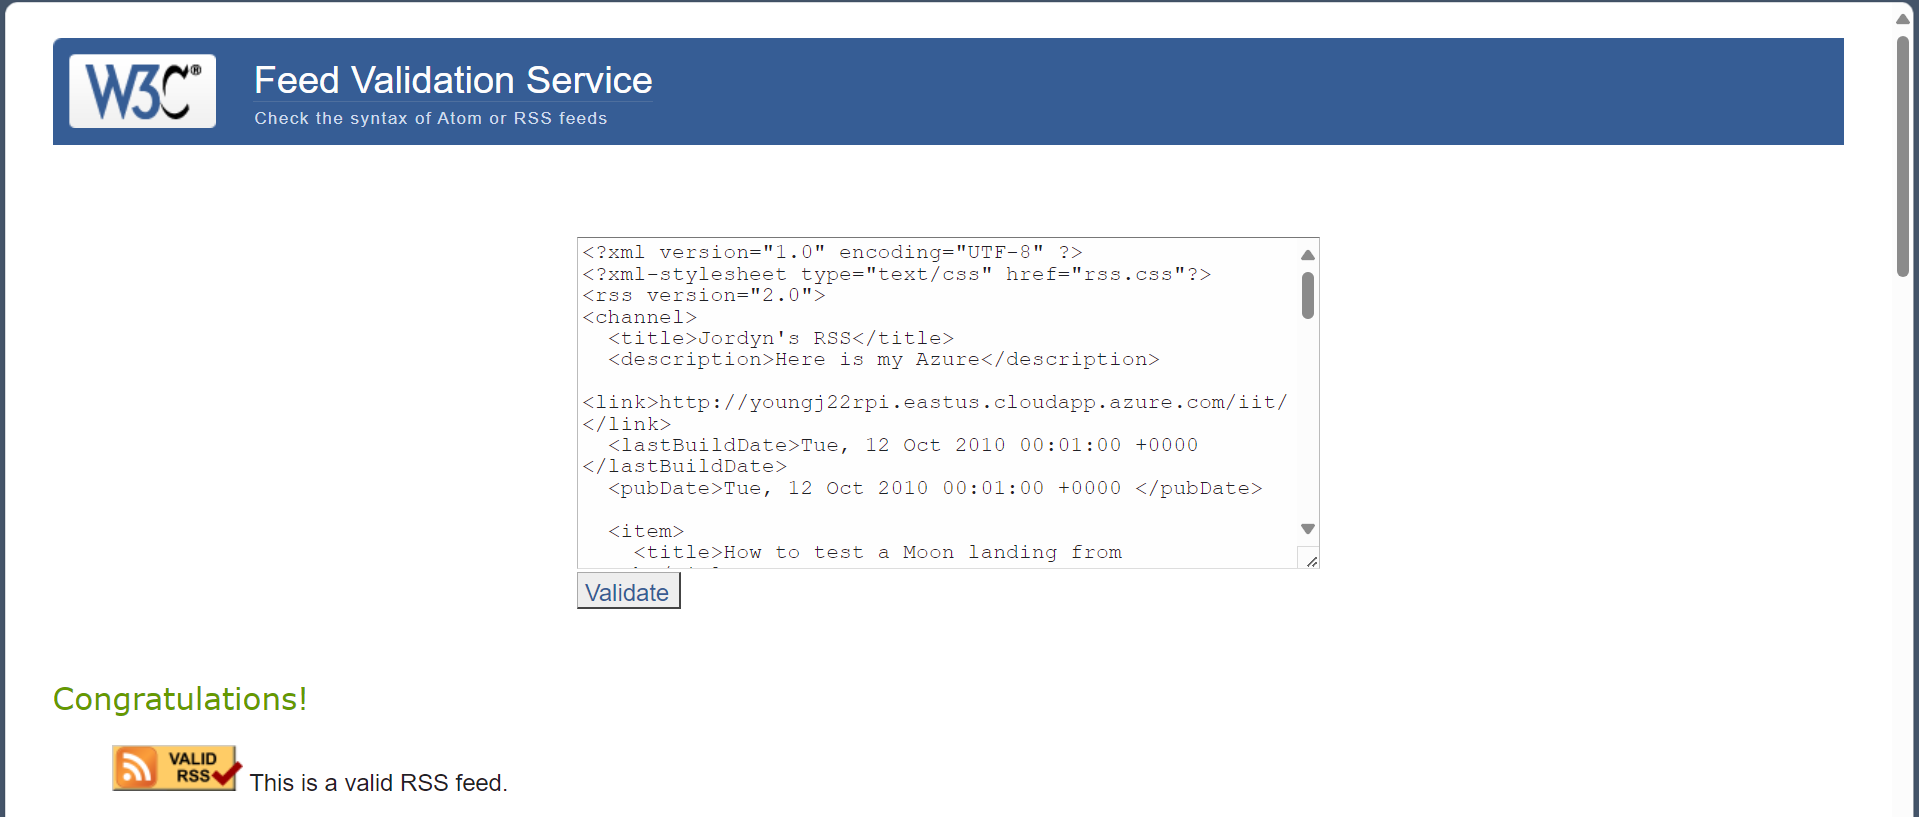 W3C®
Feed Validation Service
Check the syntax of Atom or RSS feeds
<?xml version="1.0" encoding="UTF-8" ?>
<?xml-stylesheet type="text/css" href="rss.css"?>
<rss version="2.0">
<channel>
  <title>Jordyn's RSS</title>
  <description>Here is my Azure</description>
<link>http://youngj22rpi.eastus.cloudapp.azure.com/iit/
</link>
  <lastBuildDate>Tue, 12 Oct 2010 00:01:00 +0000
</lastBuildDate>
  <pubDate>Tue, 12 Oct 2010 00:01:00 +0000 </pubDate>
  <item>
    <title>How to test a Moon landing from
Validate
Congratulations!
VALID
RSS
This is a valid RSS feed.